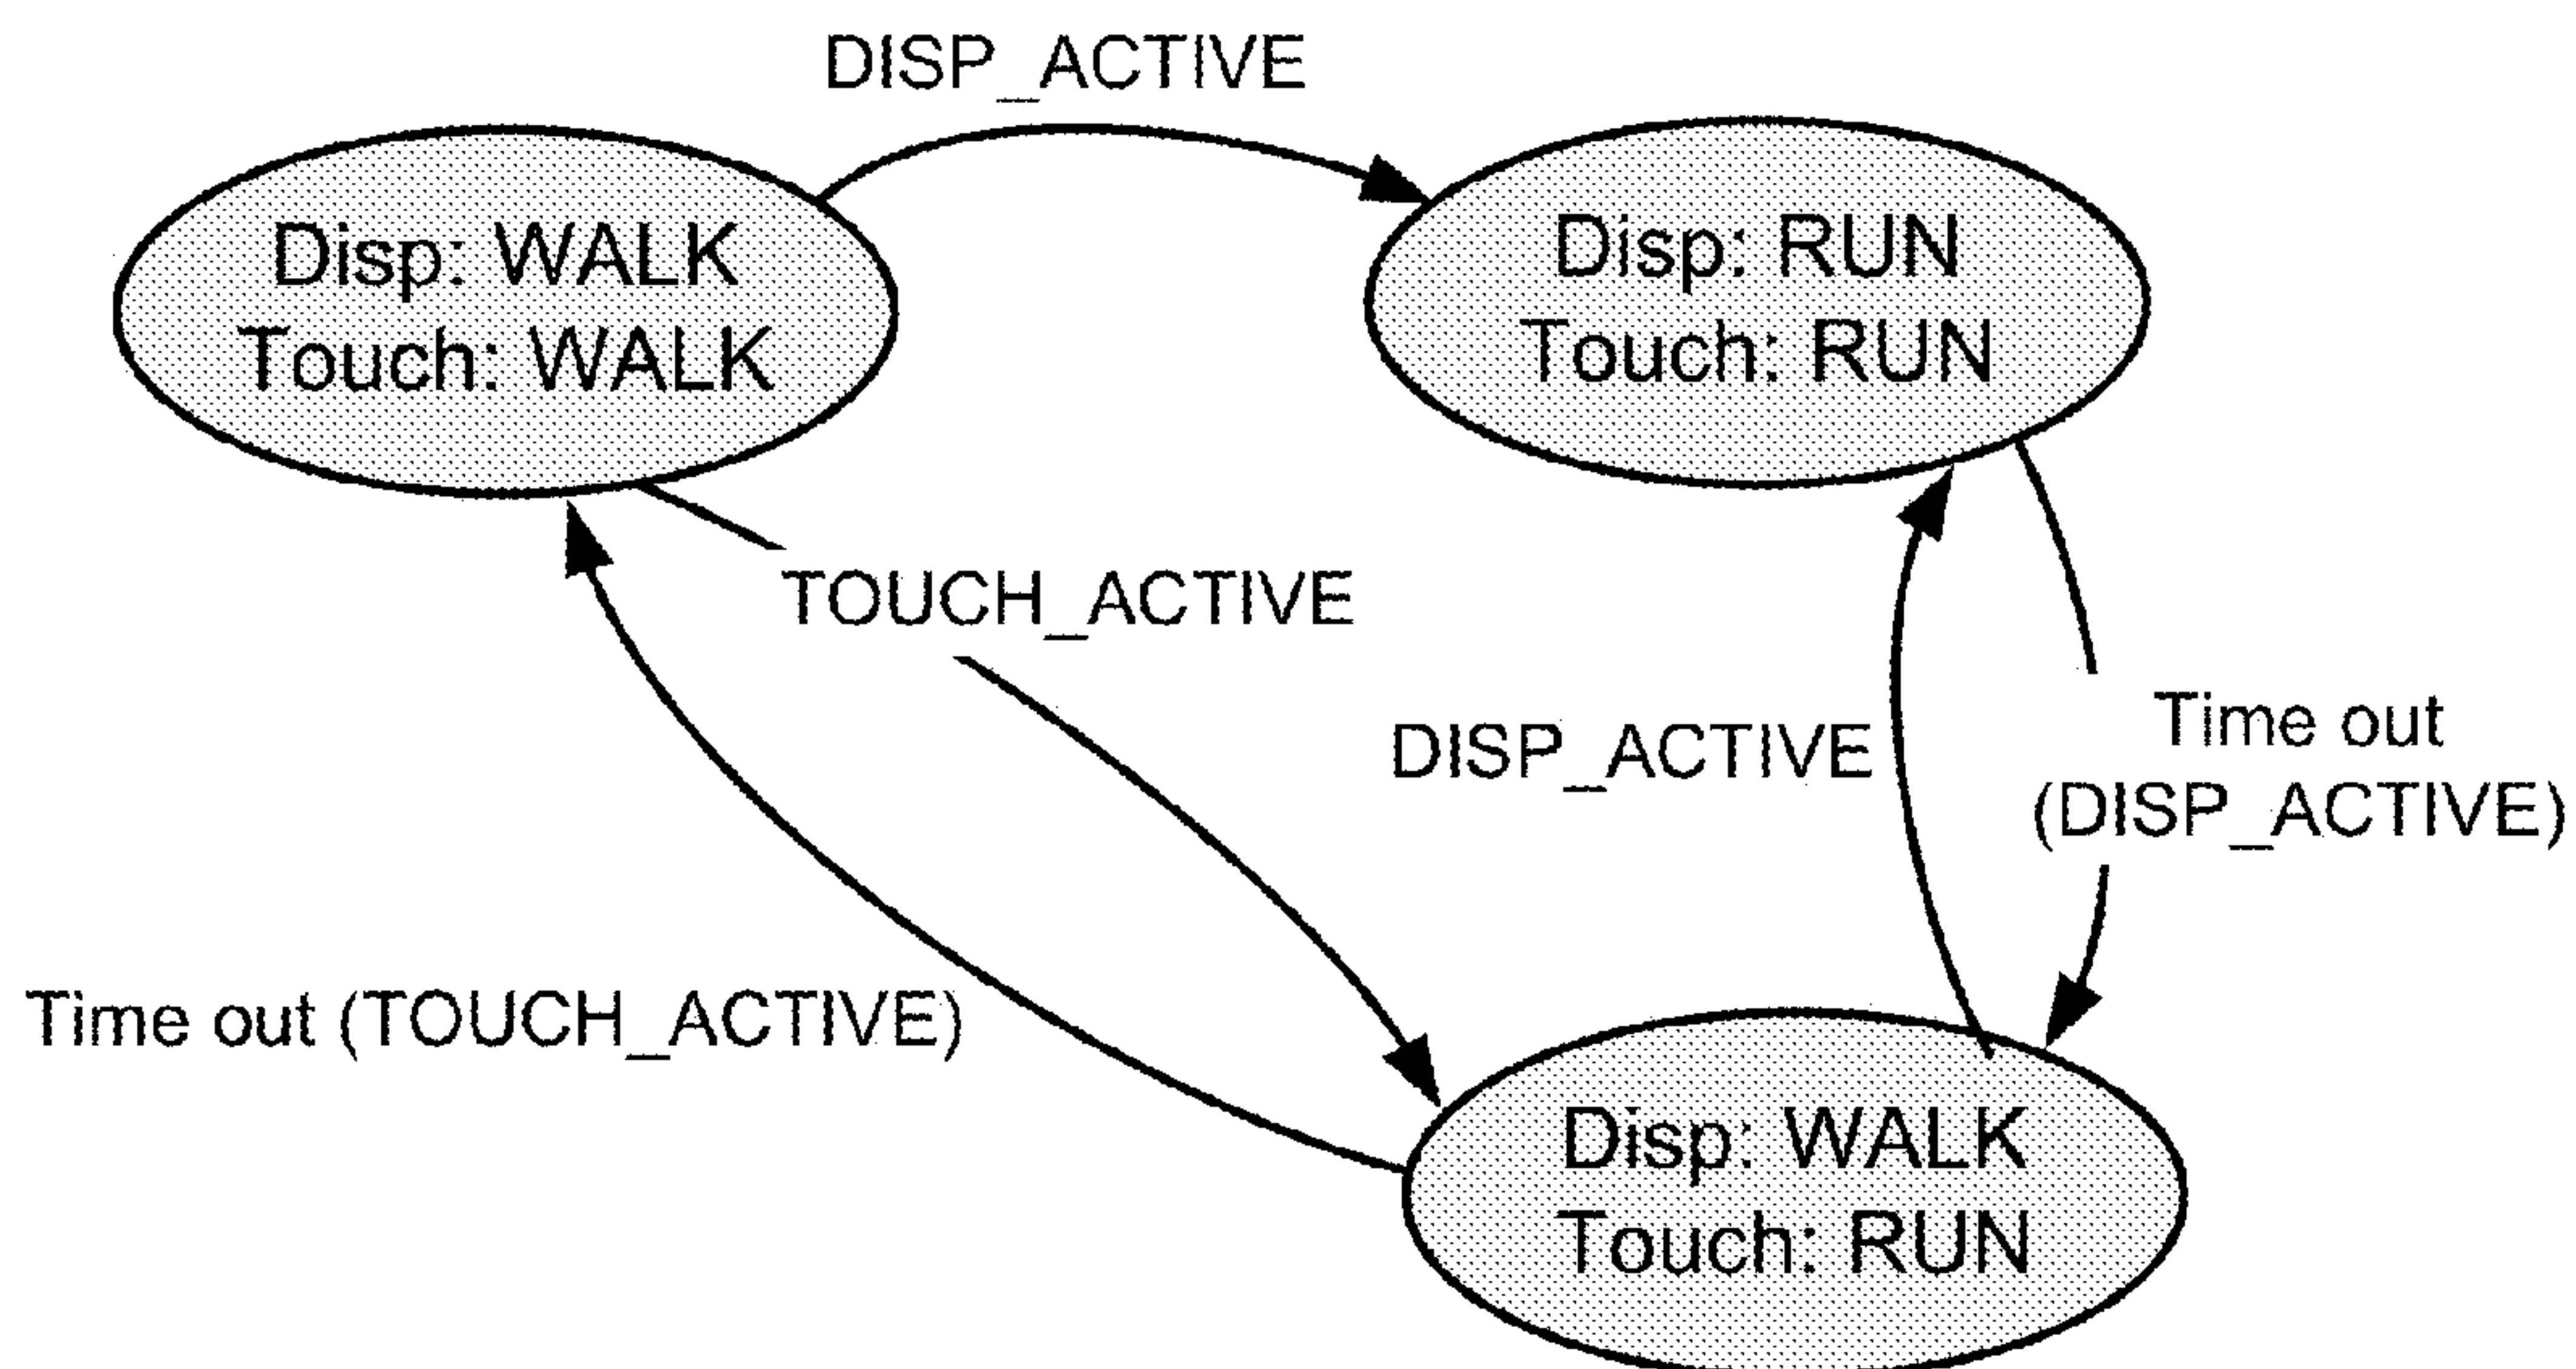 DISP_ACTIVE
Disp: WALK
Touch: WALK
Disp: RUN
Touch: RUN
TOUCH_ACTIVE
DISP_ACTIVE
Time out
(DISP_ACTIVE)
Time out (TOUCH_ACTIVE)
Disp: WALK
Touch: RUN